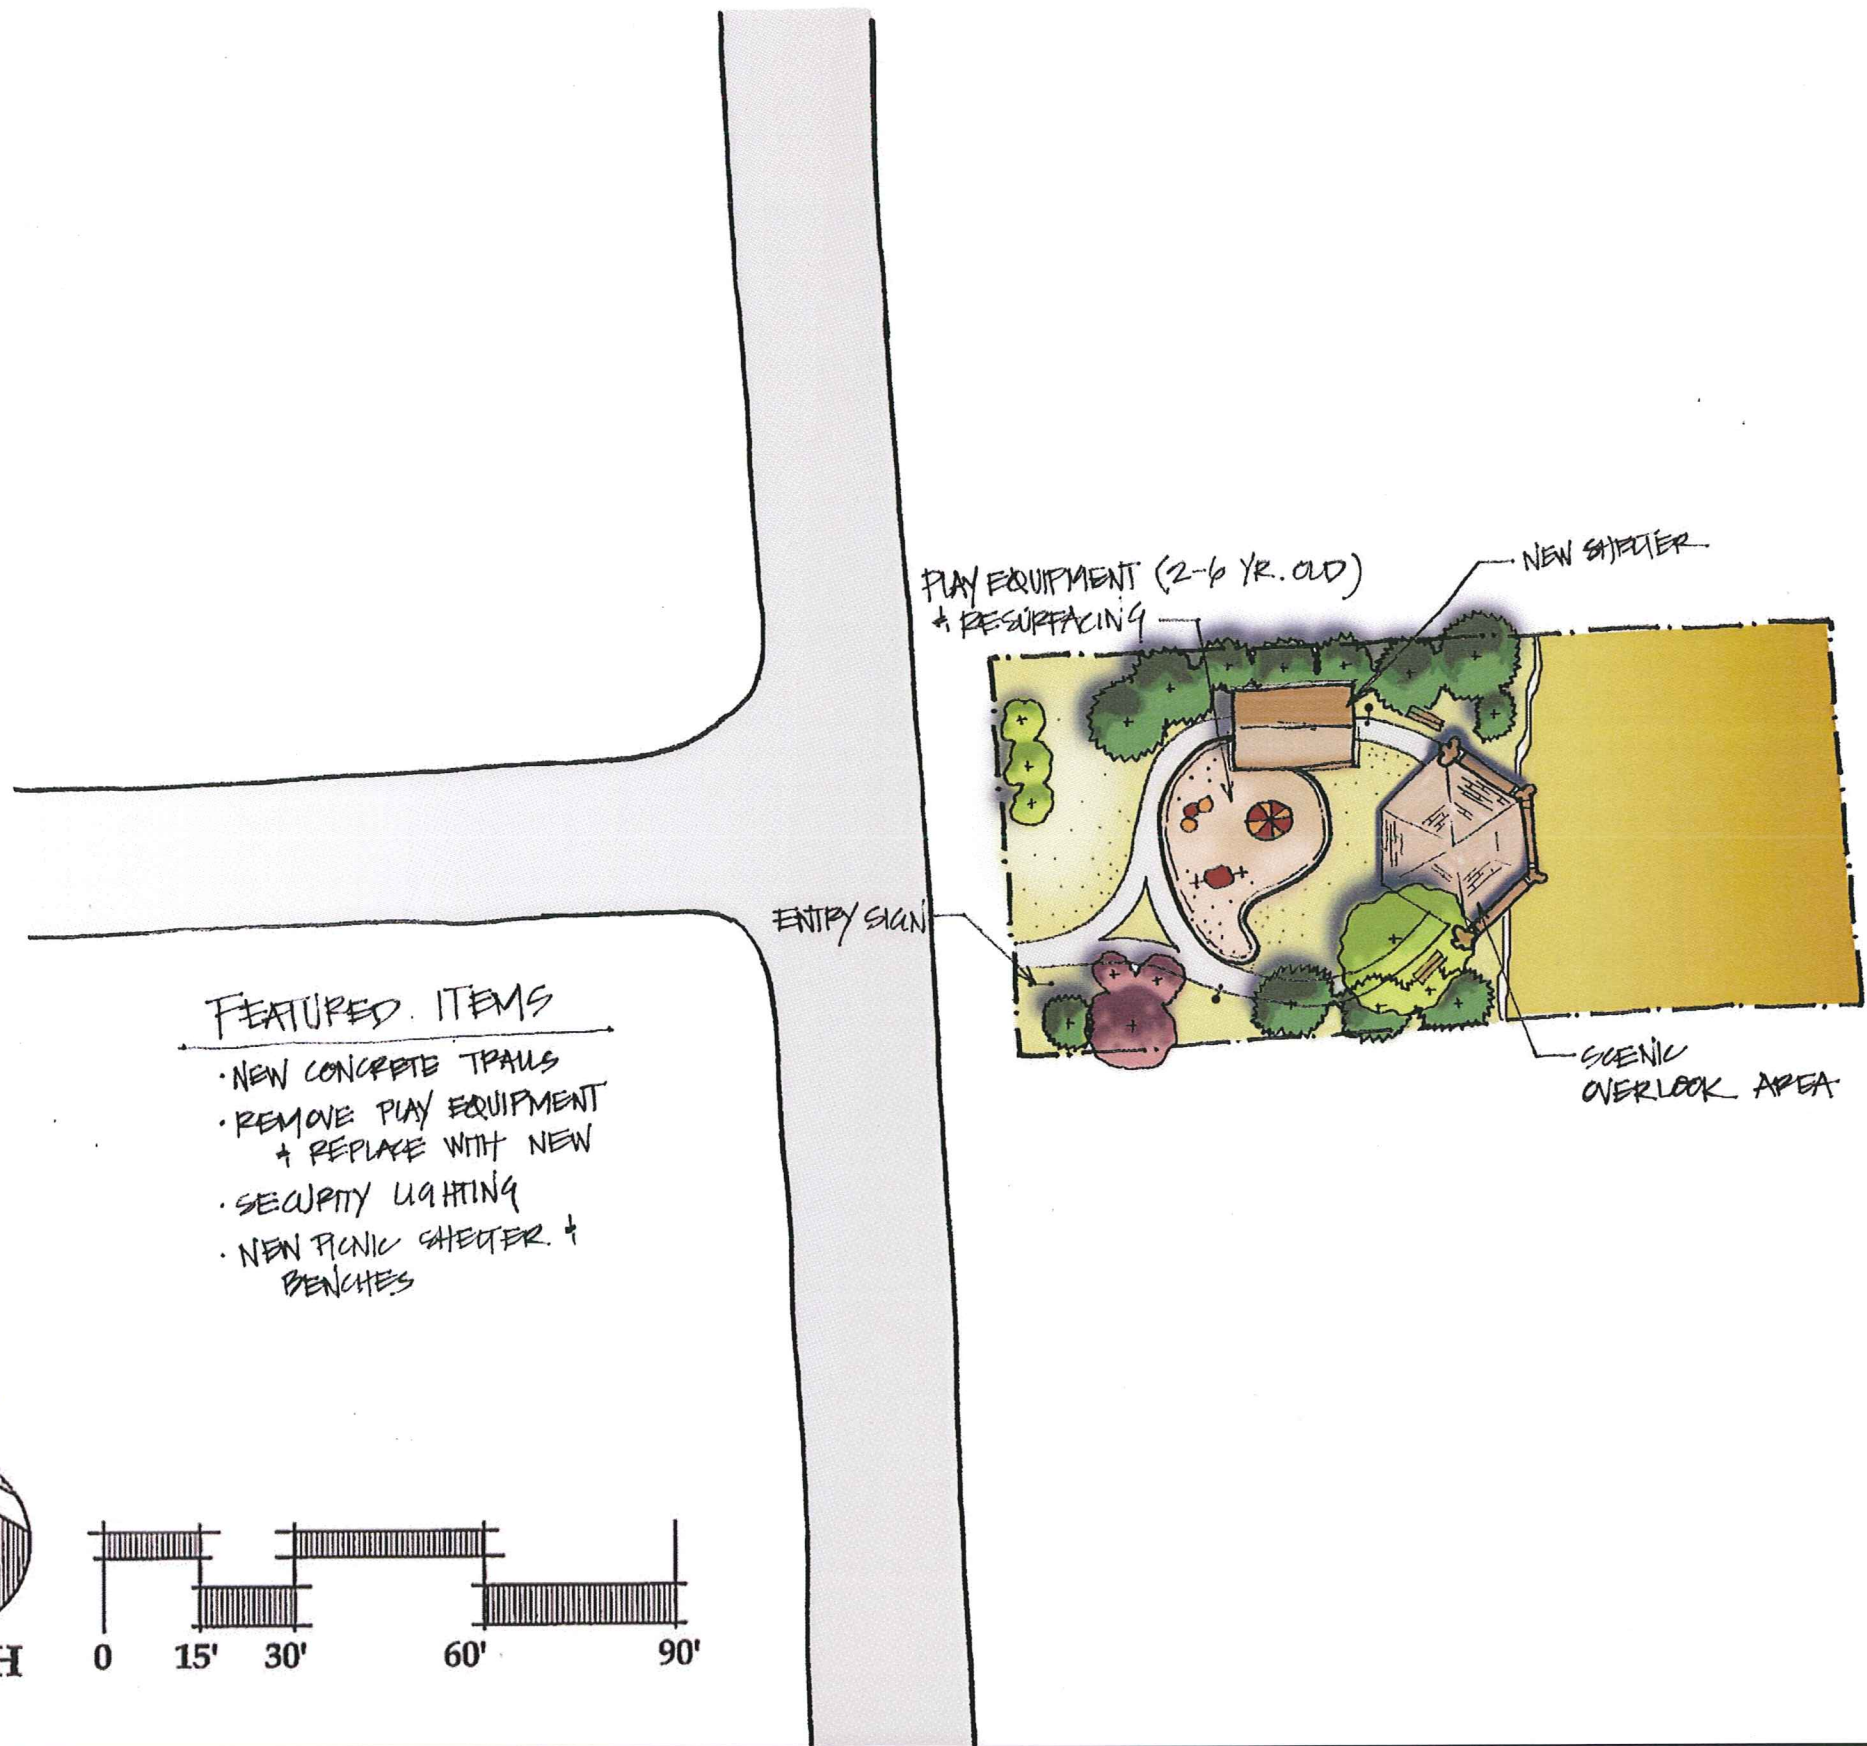 PLAY EQUIPMENT (2-6 YR. OLD)
& RESURFACING
NEW SHELTER
ENTRY SIGN
SCENIC
OVERLOOK AREA
FEATURED ITEMS
· NEW CONCRETE TRAILS
· REMOVE PLAY EQUIPMENT
& REPLACE WITH NEW
· SECURITY LIGHTING
· NEW PICNIC SHELTER &
BENCHES
H
0 15' 30' 60' 90'